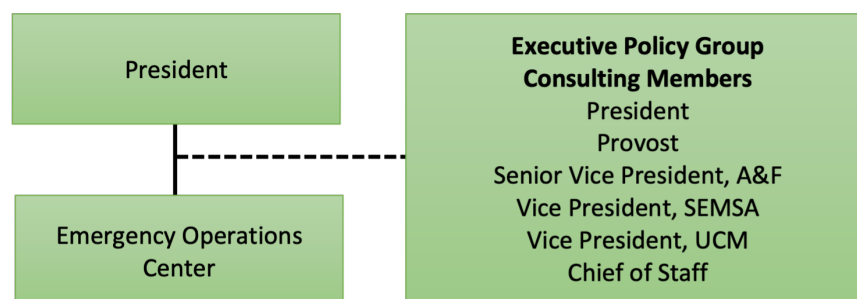 President
Emergency Operations
Center
Executive Policy Group
Consulting Members
President
Provost
Senior Vice President, A&F
Vice President, SEMSA
Vice President, UCM
Chief of Staff